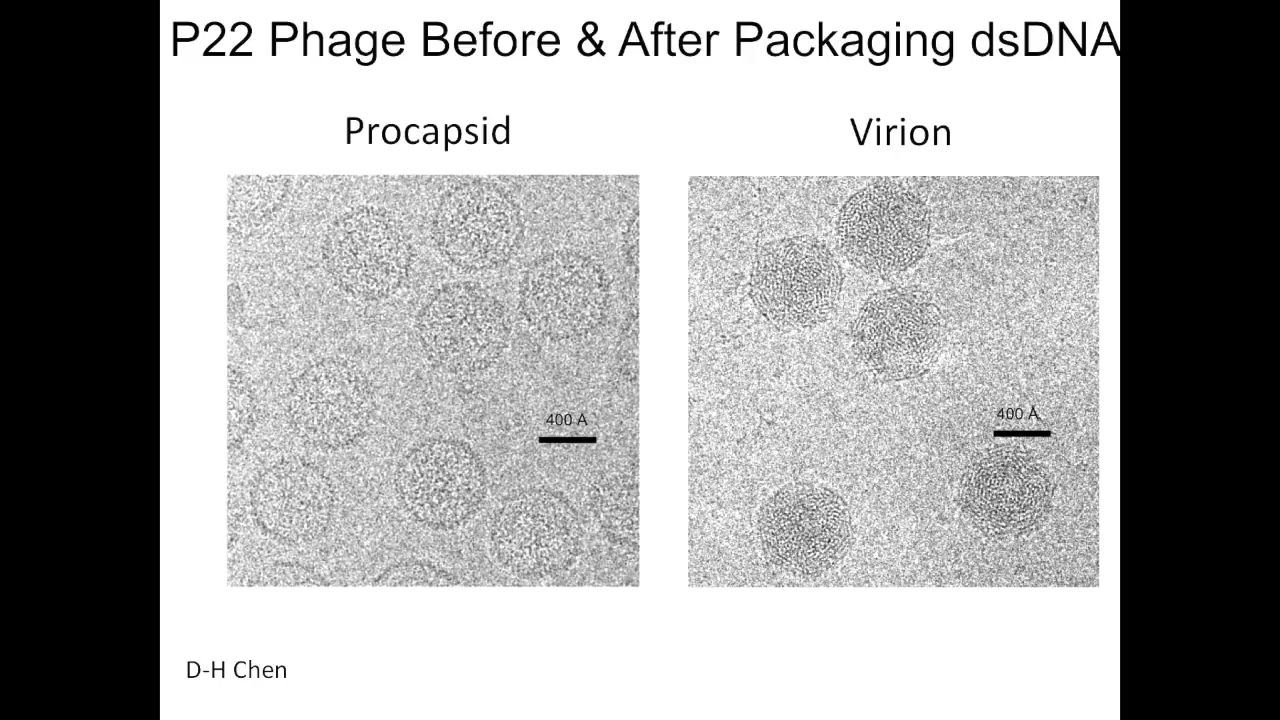 P22 Phage Before & After Packaging dsDNA
Procapsid
Virion
400 Å
400 Å
D-H Chen